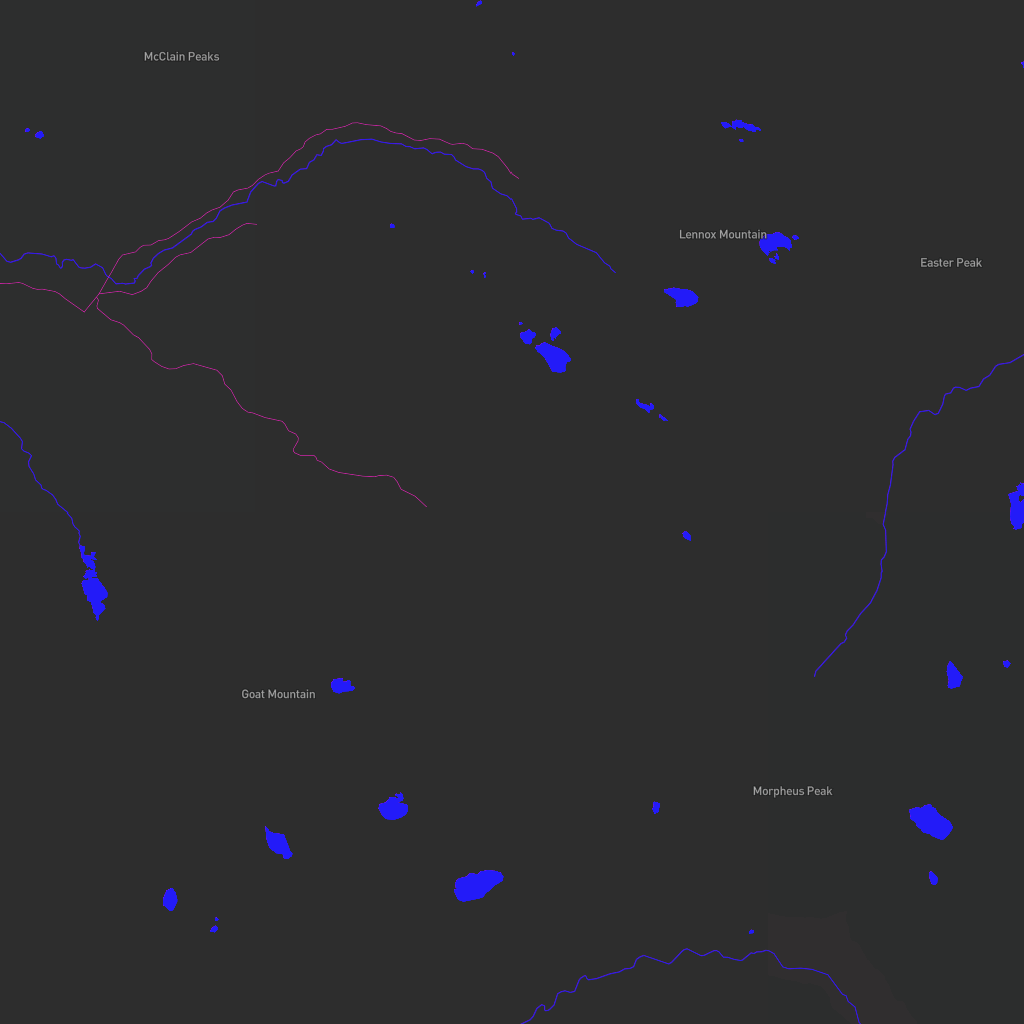 McClain Peaks
Lennox Mountain
Easter Peak
Goat Mountain
Morpheus Peak